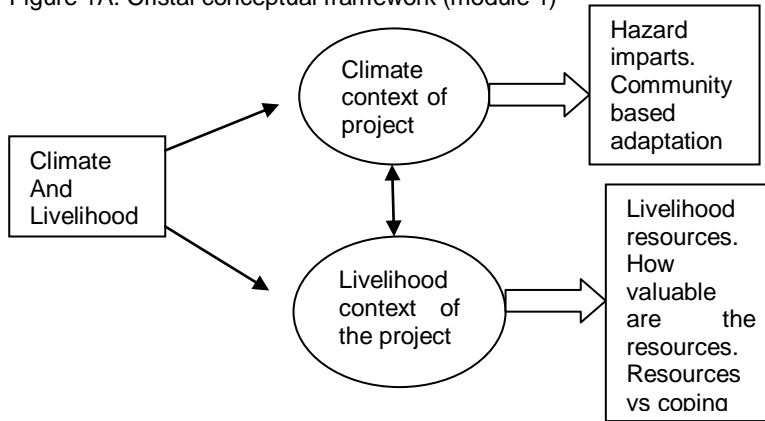 Figure 1A: Cristal conceptual framework (module 1)
Climate
And
Livelihood
Climate
context of
project
Hazard
imparts.
Community
based
adaptation
Livelihood
context of
the project
Livelihood
resources.
How
valuable
are the
resources.
Resources
vs coping